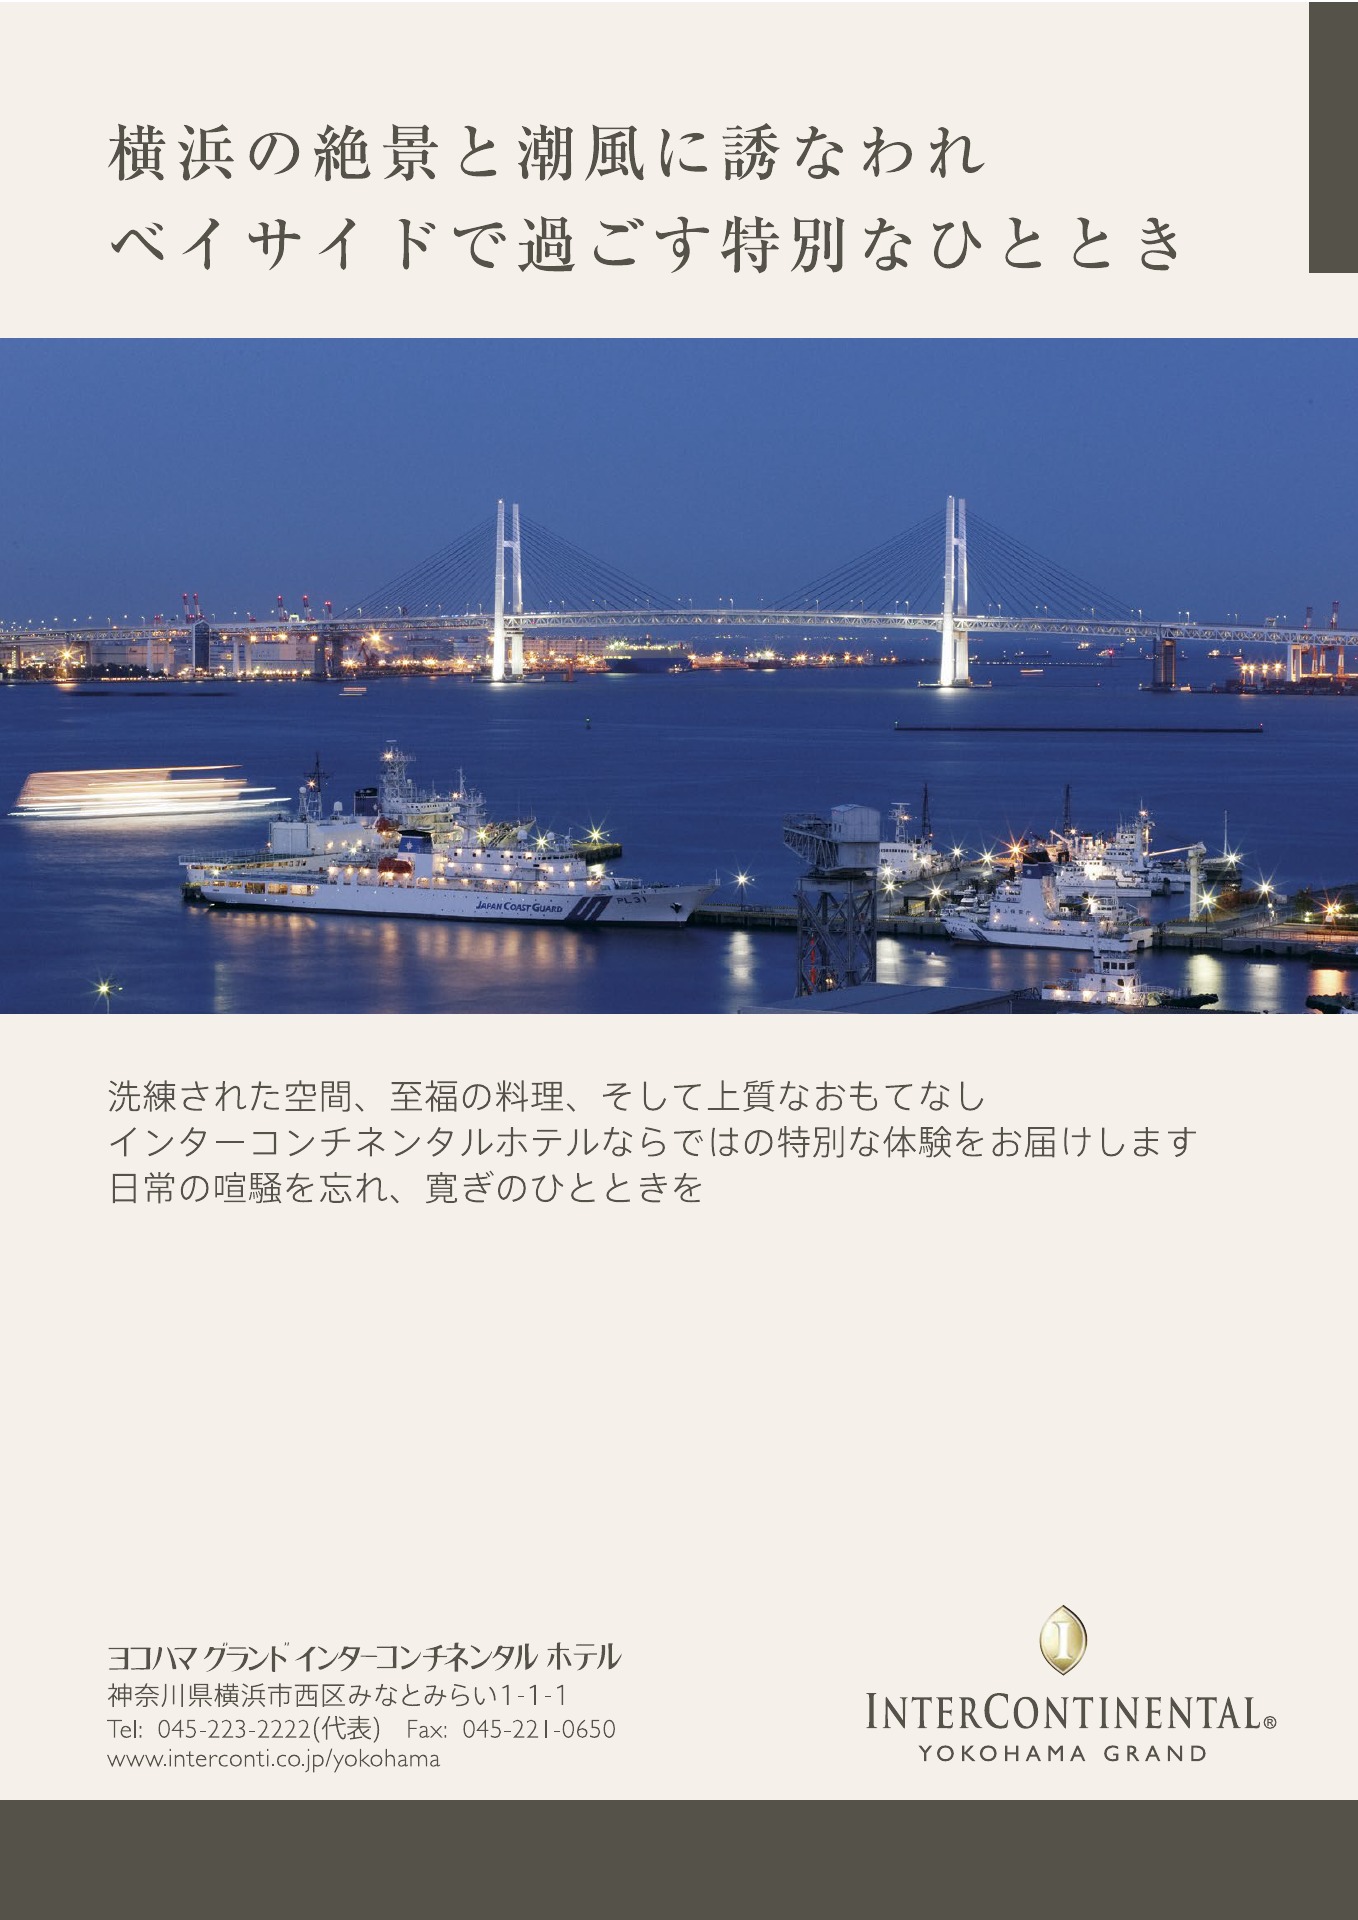 横浜の絶景と潮風に誘なわれ
ベイサイドで過ごす特別なひととき
JAPAN COAST GUARD PL31
洗練された空間、至福の料理、そして上質なおもてなし
インターコンチネンタルホテルならではの特別な体験をお届けします
日常の喧騒を忘れ、寛ぎのひとときを
ヨコハマ グランド インターコンチネンタル ホテル
神奈川県横浜市西区みなとみらい1-1-1
Tel: 045-223-2222(代表) Fax: 045-221-0650
www.interconti.co.jp/yokohama
I
INTERCONTINENTAL®
YOKOHAMA GRAND